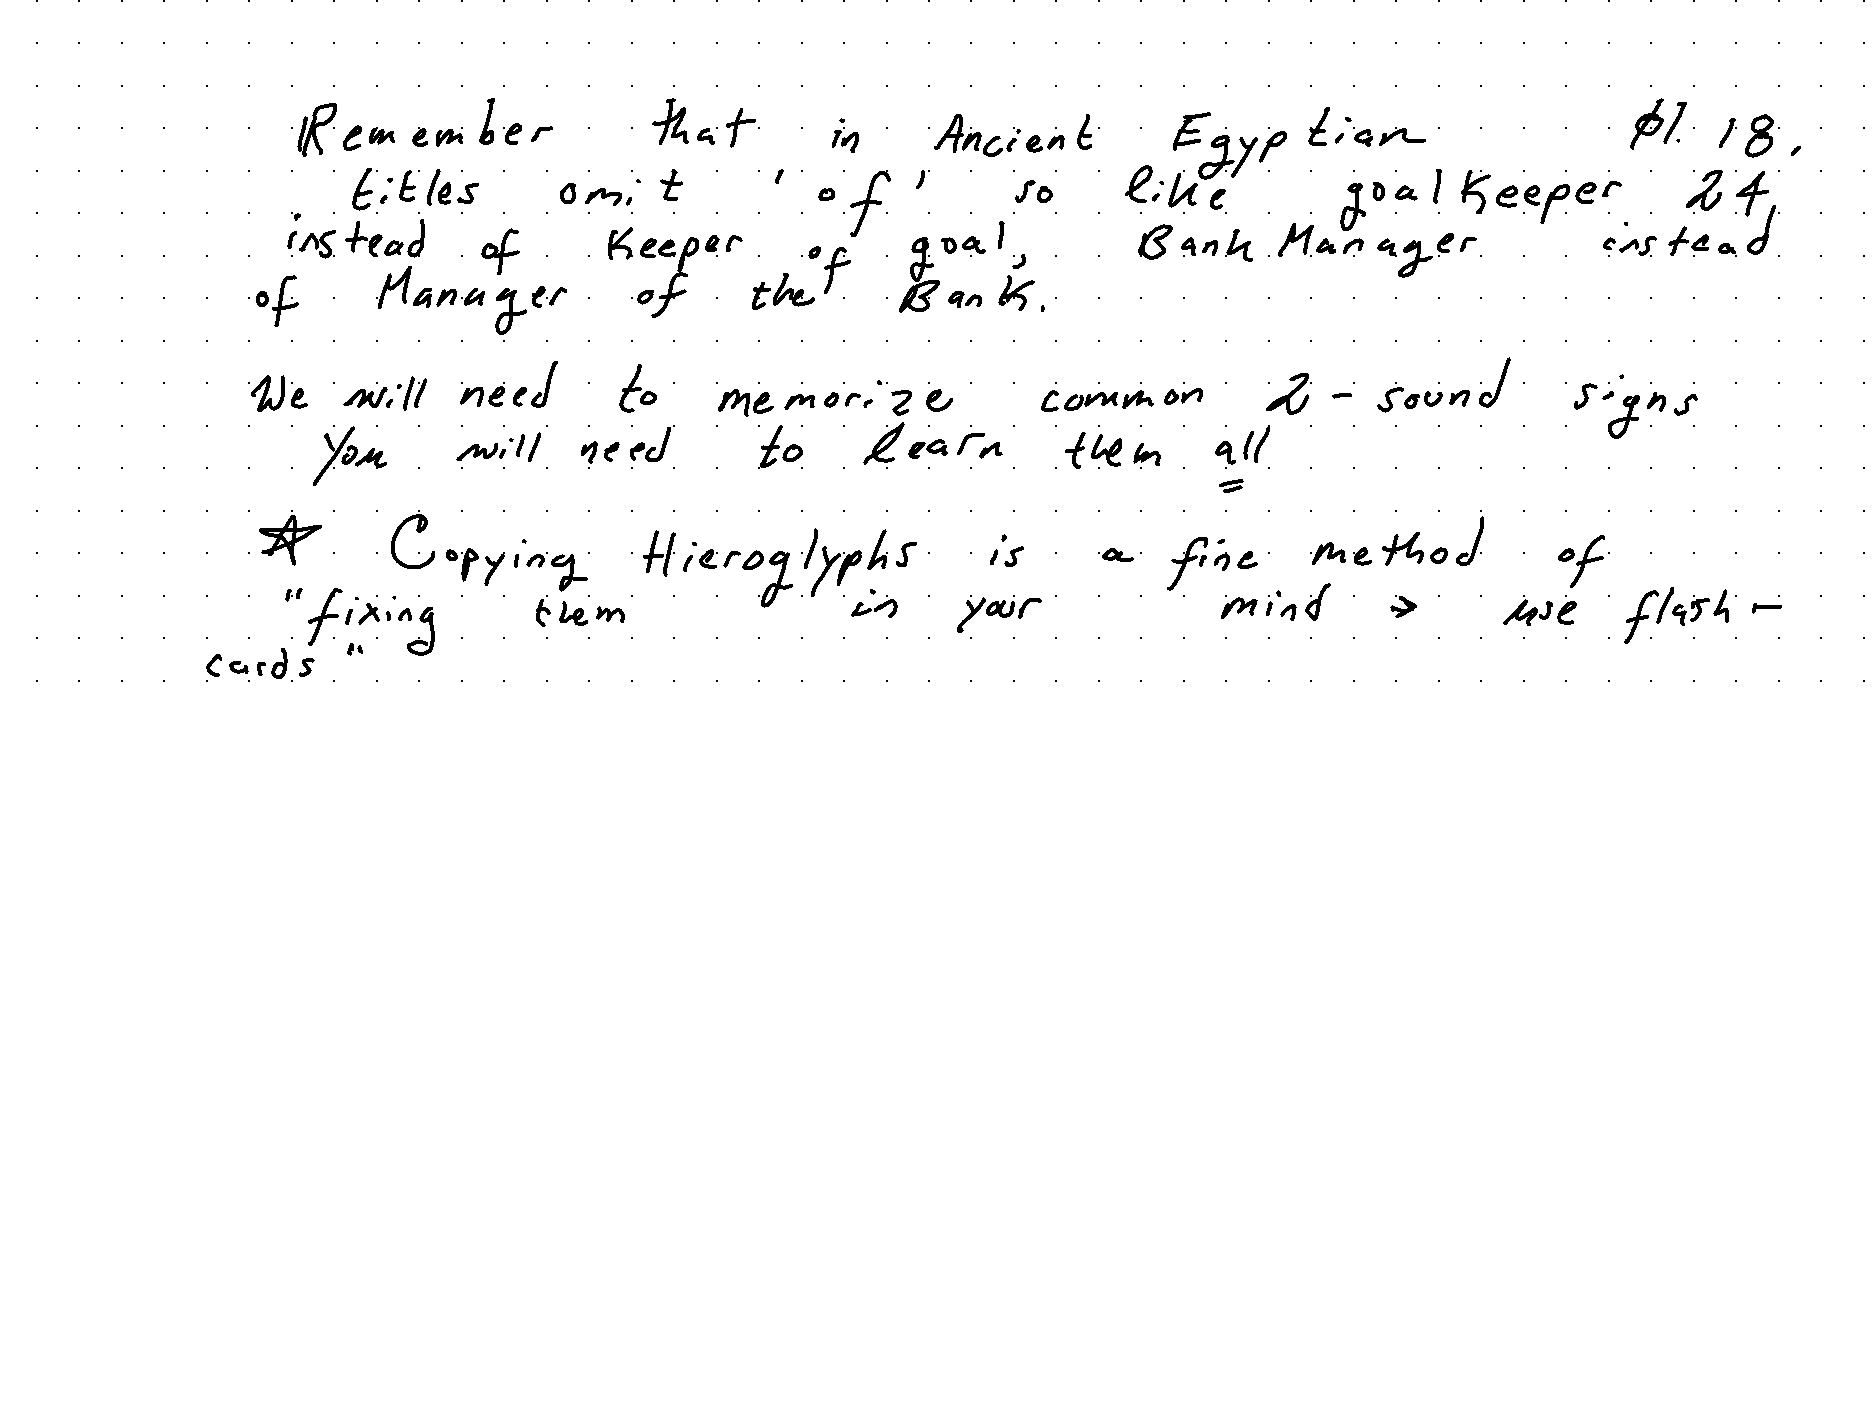 Remember that in Ancient Egyptian 18,
titles omit 'of' so like goalkeeper 24
instead of Keeper of goal, Bank Manager instead
of Manager of the Bank.
We will need to memorize common 2-sound signs
You will need to learn them all
☆ Copying Hieroglyphs is a fine method of
"fixing them in your mind → use flash-
cards"